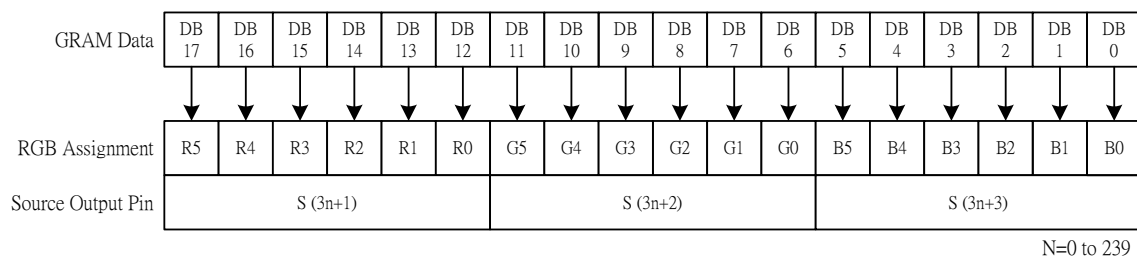 GRAM Data DB 17 DB 16 DB 15 DB 14 DB 13 DB 12 DB 11 DB 10 DB 9 DB 8 DB 7 DB 6 DB 5 DB 4 DB 3 DB 2 DB 1 DB 0
RGB Assignment R5 R4 R3 R2 R1 R0 G5 G4 G3 G2 G1 G0 B5 B4 B3 B2 B1 B0
Source Output Pin S (3n+1) S (3n+2) S (3n+3)
N=0 to 239